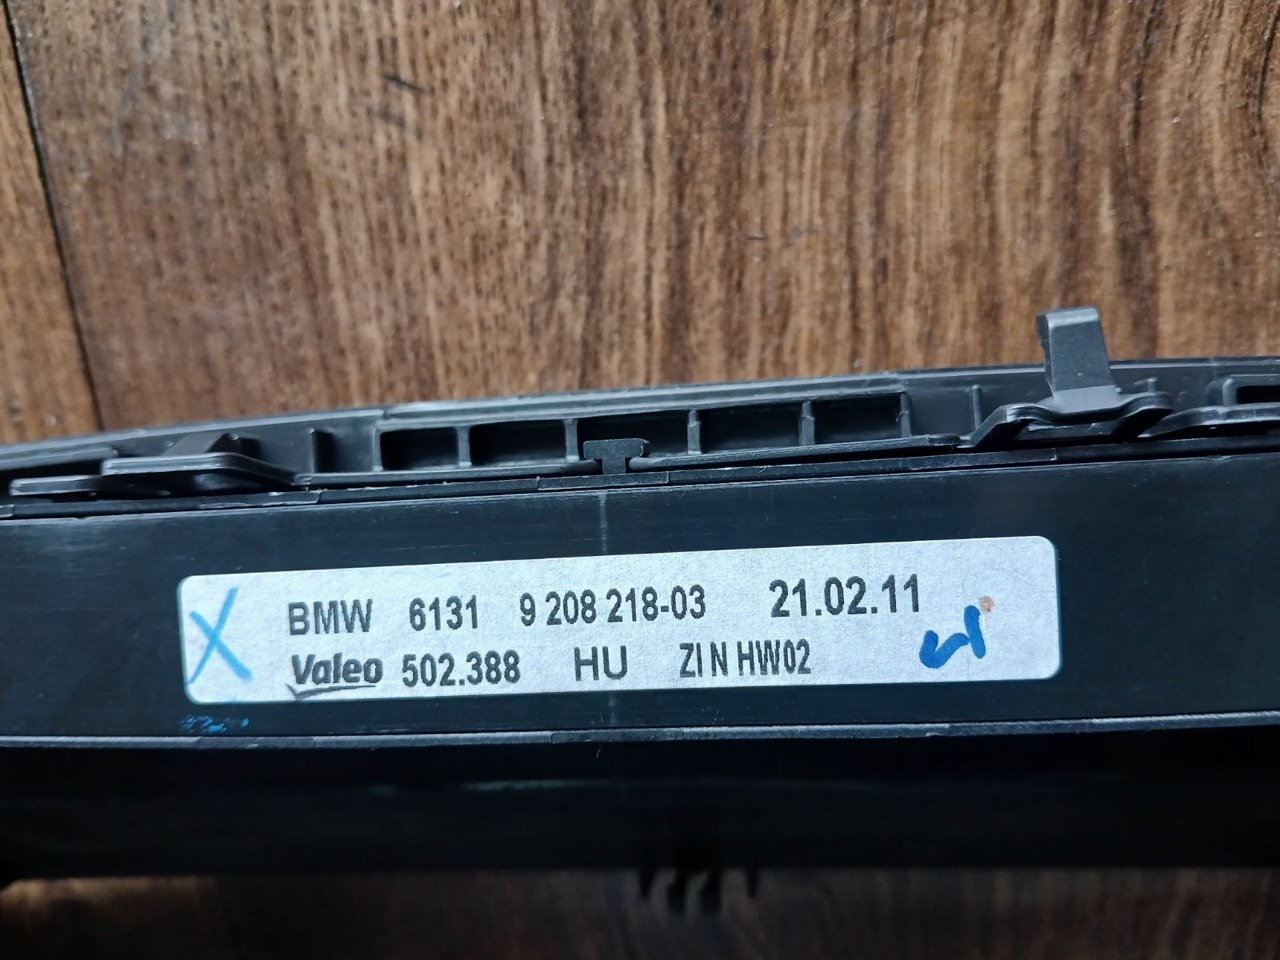 X BMW 6131 9 208 218-03 21.02.11
Valeo 502.388 HU ZI N HW02